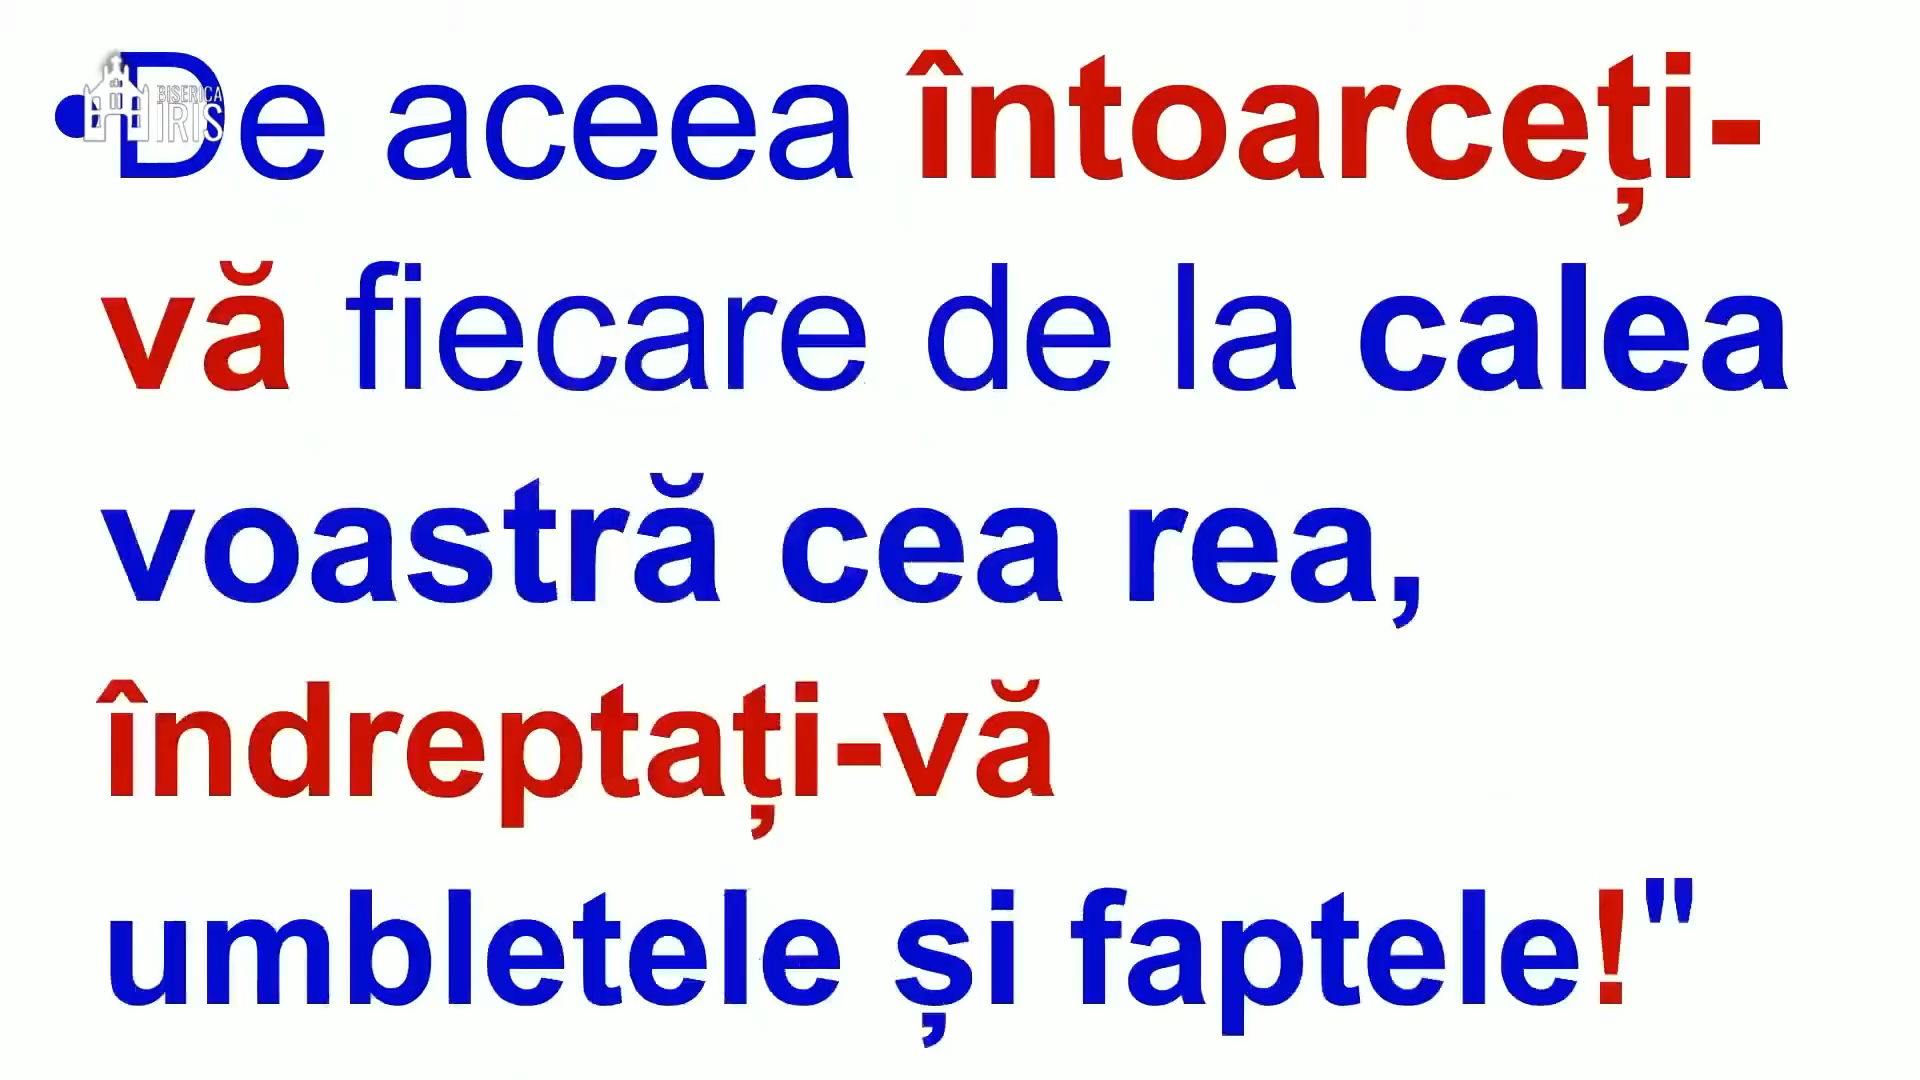 BISERICA
IRIS
•De aceea întoarceți-
vă fiecare de la calea
voastră cea rea,
îndreptați-vă
umbletele și faptele!"